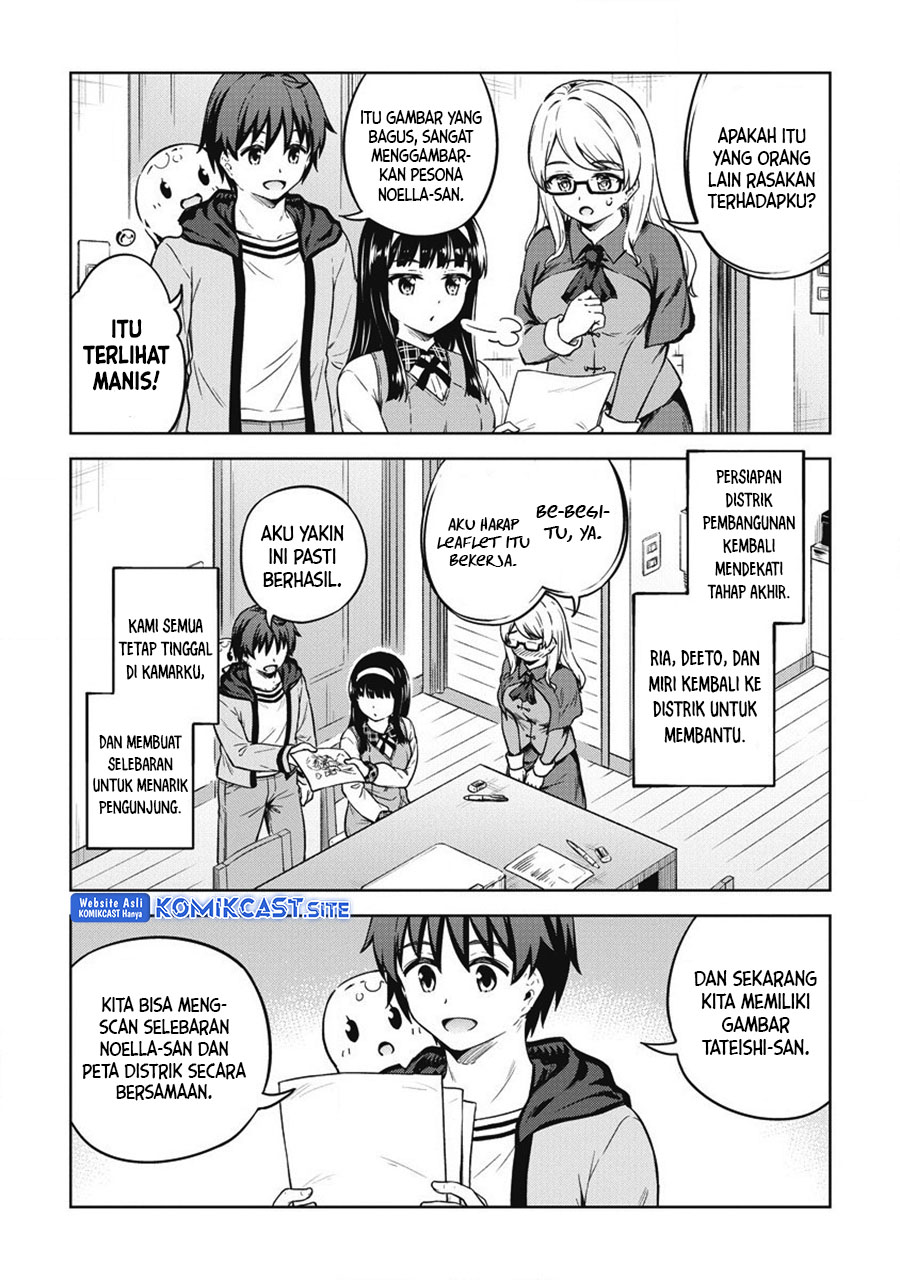 APAKAH ITU
YANG ORANG
LAIN RASAKAN
TERHADAPKU?
ITU GAMBAR YANG
BAGUS, SANGAT
MENGGAMBAR-
KAN PESONA
NOELLA-SAN.
ITU
TERLIHAT
MANIS!
PERSIAPAN
DISTRIK
PEMBANGUNAN
KEMBALI
MENDEKATI
TAHAP AKHIR.
RIA, DEETO, DAN
MIRI KEMBALI KE
DISTRIK UNTUK
MEMBANTU.
BE-BEGI-
TU, YA.
AKU HARAP
LEAFLET ITU
BEKERJA.
AKU YAKIN
INI PASTI
BERHASIL.
KAMI SEMUA
TETAP TINGGAL
DI KAMARKU,
DAN MEMBUAT
SELEBARAN
UNTUK MENARIK
PENGUNJUNG.
Website Asli
KOMIKCAST Hanya
KOMIKCAST.SITE
DAN SEKARANG
KITA MEMILIKI
GAMBAR
TATEISHI-SAN.
KITA BISA MENG-
SCAN SELEBARAN
NOELLA-SAN DAN
PETA DISTRIK SECARA
BERSAMAAN.